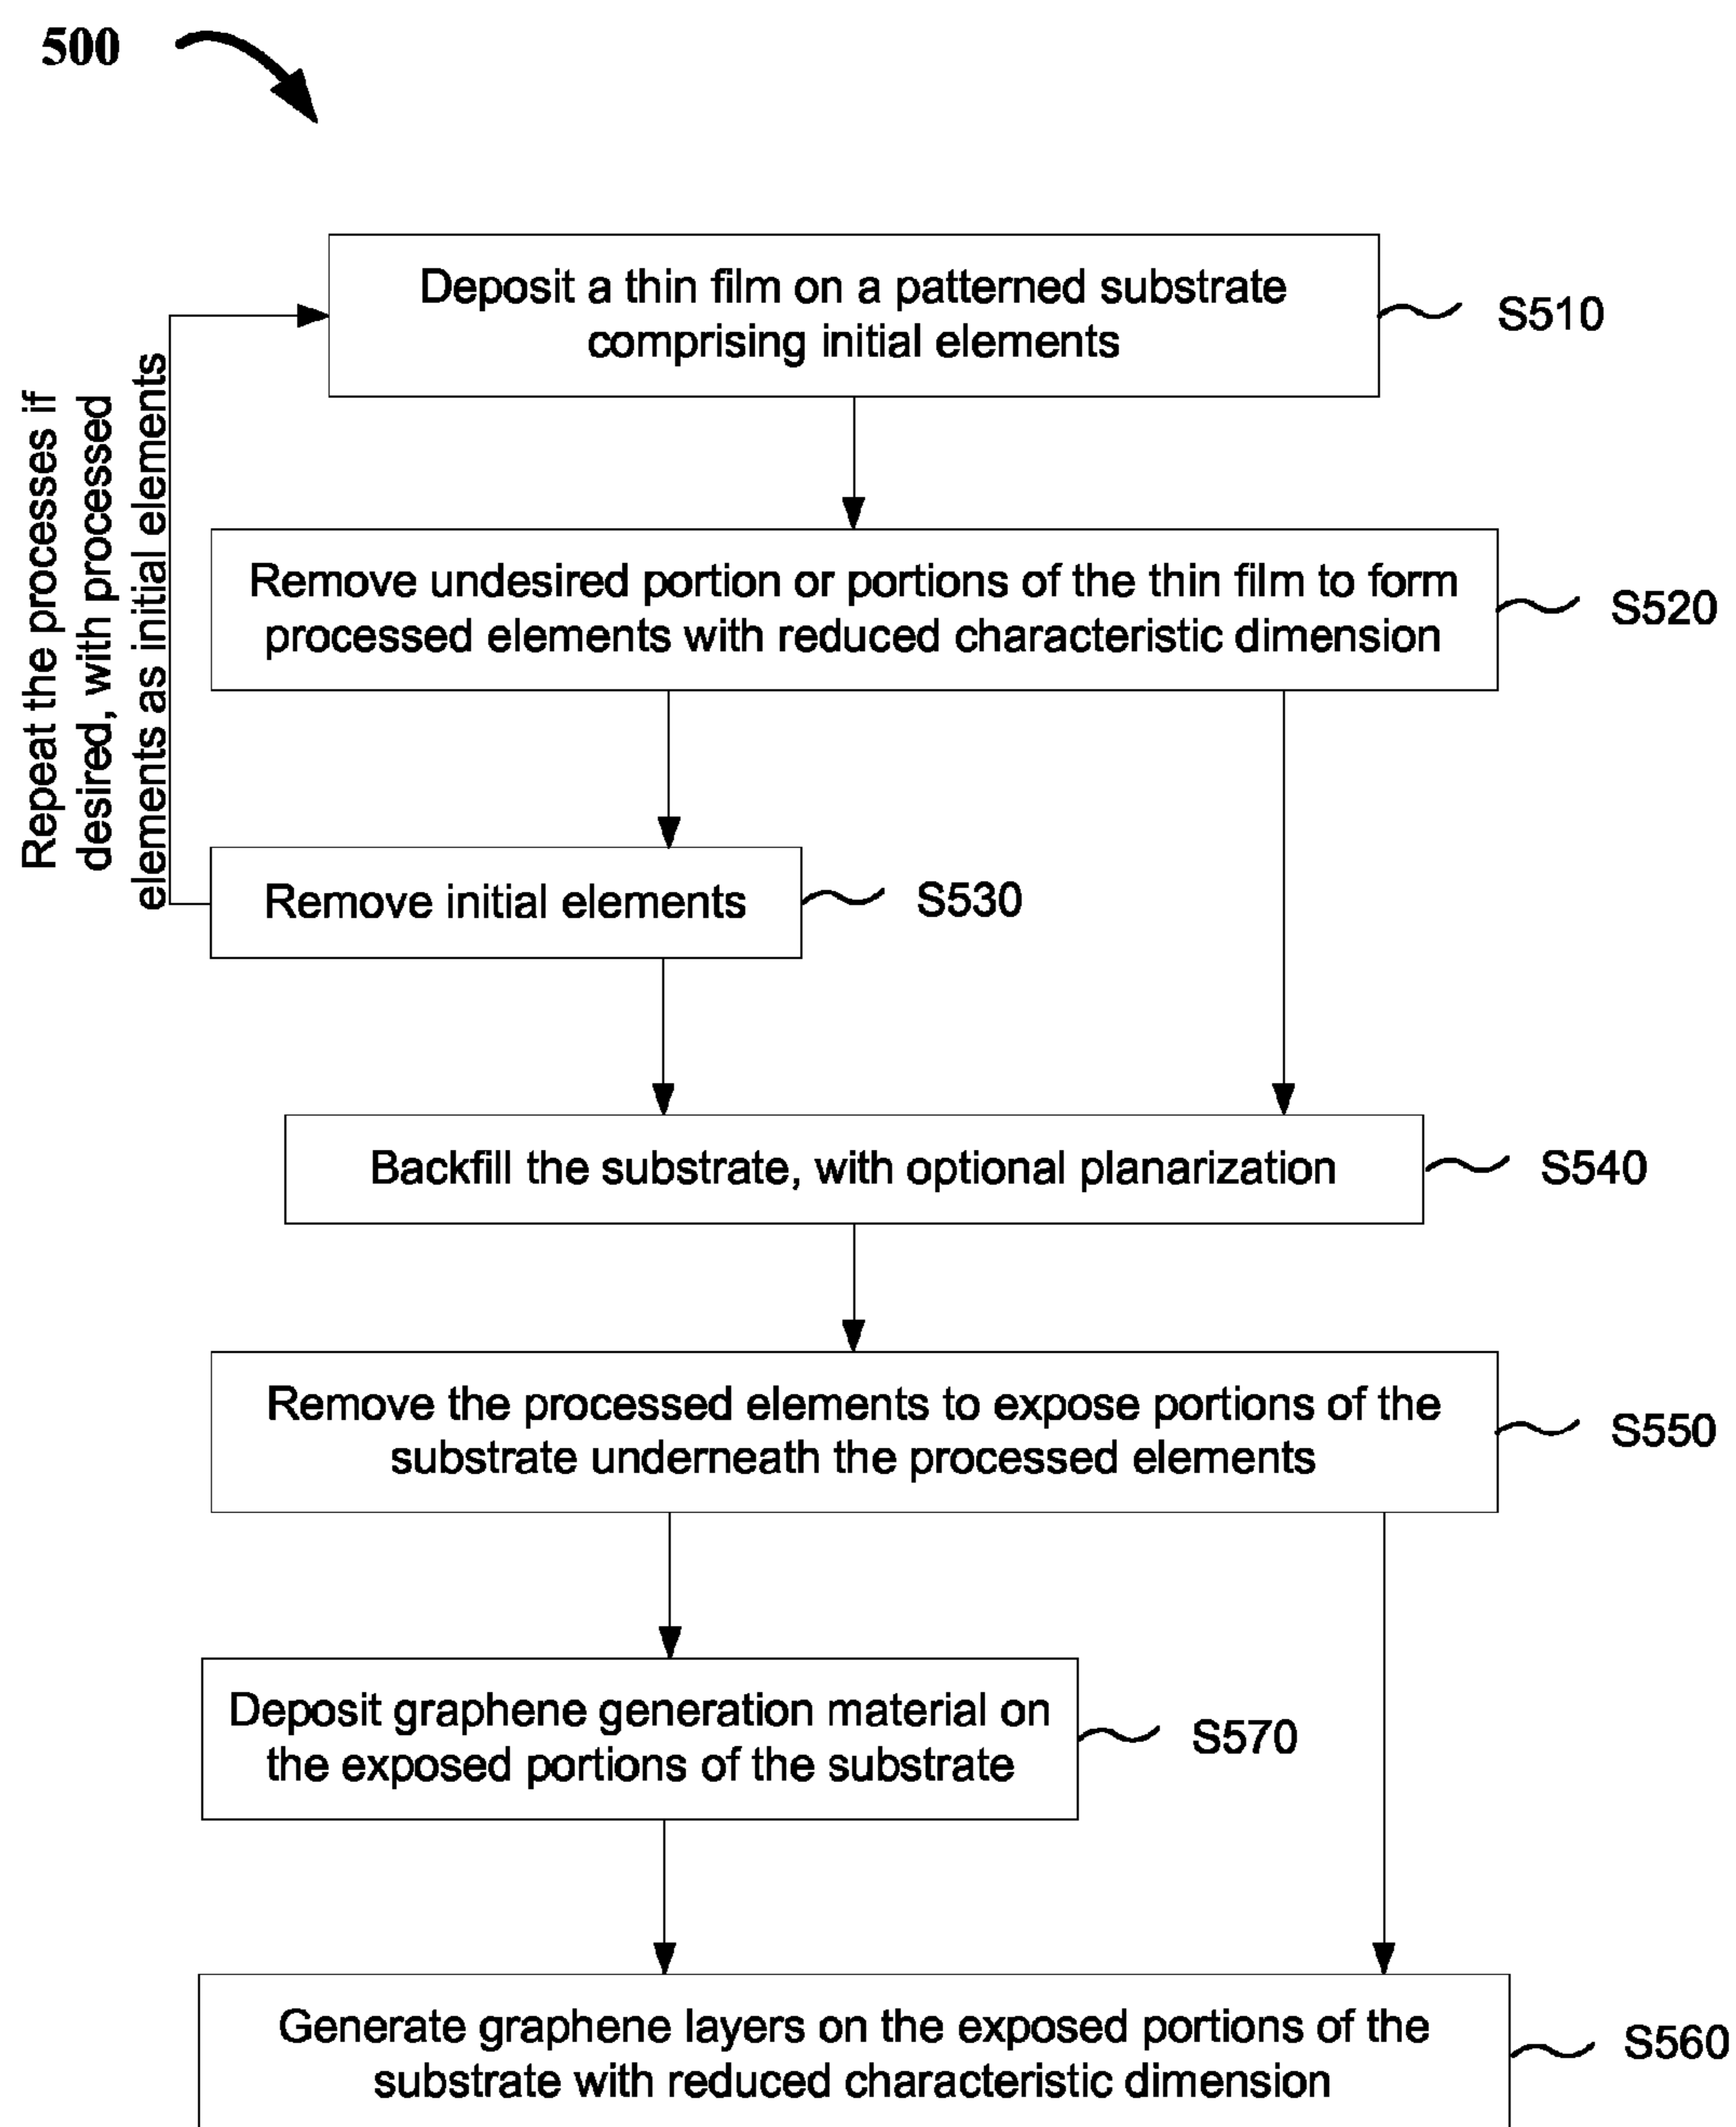 500
Deposit a thin film on a patterned substrate
comprising initial elements
S510
Repeat the processes if
desired, with processed
elements as initial elements
Remove undesired portion or portions of the thin film to form
processed elements with reduced characteristic dimension
S520
Remove initial elements
S530
Backfill the substrate, with optional planarization
S540
Remove the processed elements to expose portions of the
substrate underneath the processed elements
S550
Deposit graphene generation material on
the exposed portions of the substrate
S570
Generate graphene layers on the exposed portions of the
substrate with reduced characteristic dimension
S560